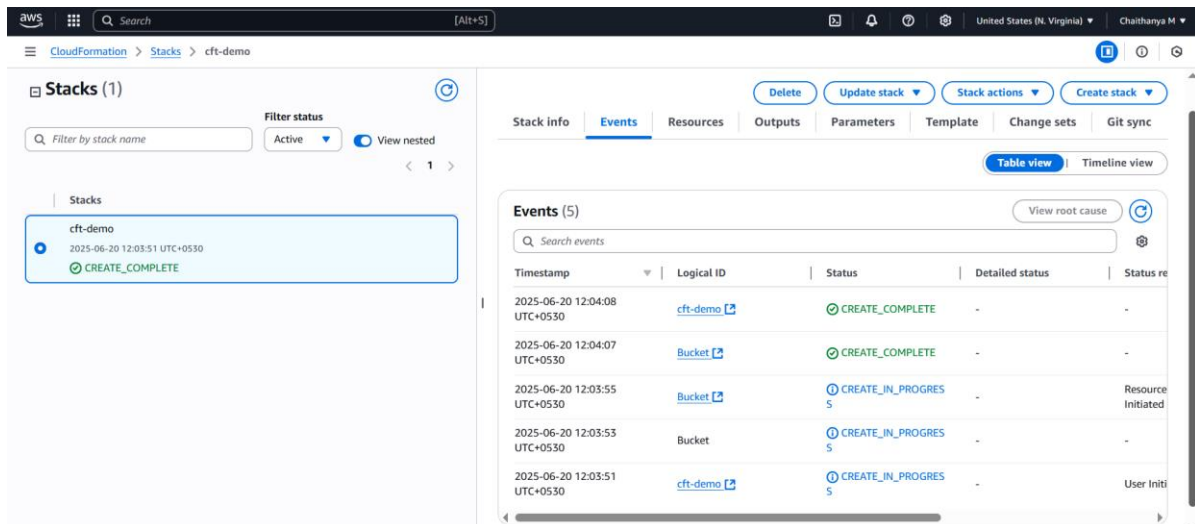 aws Search [Alt+S] United States (N. Virginia) Chaithanya M
CloudFormation > Stacks > cft-demo
Stacks (1)
Filter by stack name
Filter status
Active
View nested
1
Stacks
cft-demo
2025-06-20 12:03:51 UTC+0530
CREATE_COMPLETE
Delete Update stack Stack actions Create stack
Stack info Events Resources Outputs Parameters Template Change sets Git sync
Table view Timeline view
Events (5) View root cause
Search events
Timestamp Logical ID Status Detailed status Status re
2025-06-20 12:04:08 cft-demo CREATE_COMPLETE - -
UTC+0530
2025-06-20 12:04:07 Bucket CREATE_COMPLETE - -
UTC+0530
2025-06-20 12:03:55 Bucket CREATE_IN_PROGRES - Resource
UTC+0530 S Initiated
2025-06-20 12:03:53 Bucket CREATE_IN_PROGRES - -
UTC+0530 S
2025-06-20 12:03:51 cft-demo CREATE_IN_PROGRES - User Initi
UTC+0530 S